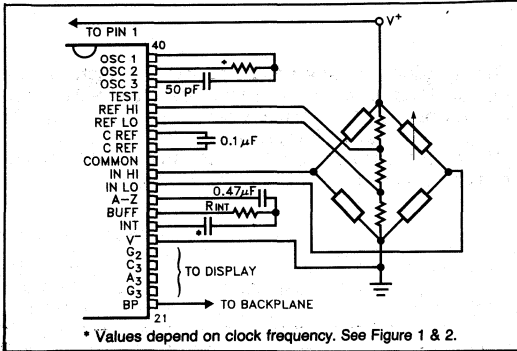 V+
TO PIN 1
40
OSC 1
OSC 2
*
OSC 3
50 pF
TEST
REF HI
REF LO
C REF
0.1 μF
C REF
COMMON
IN HI
IN LO
0.47μF
A-Z
BUFF
RINT
INT
*
V−
G2
C3
TO DISPLAY
A3
G3
BP
TO BACKPLANE
21
* Values depend on clock frequency. See Figure 1 & 2.